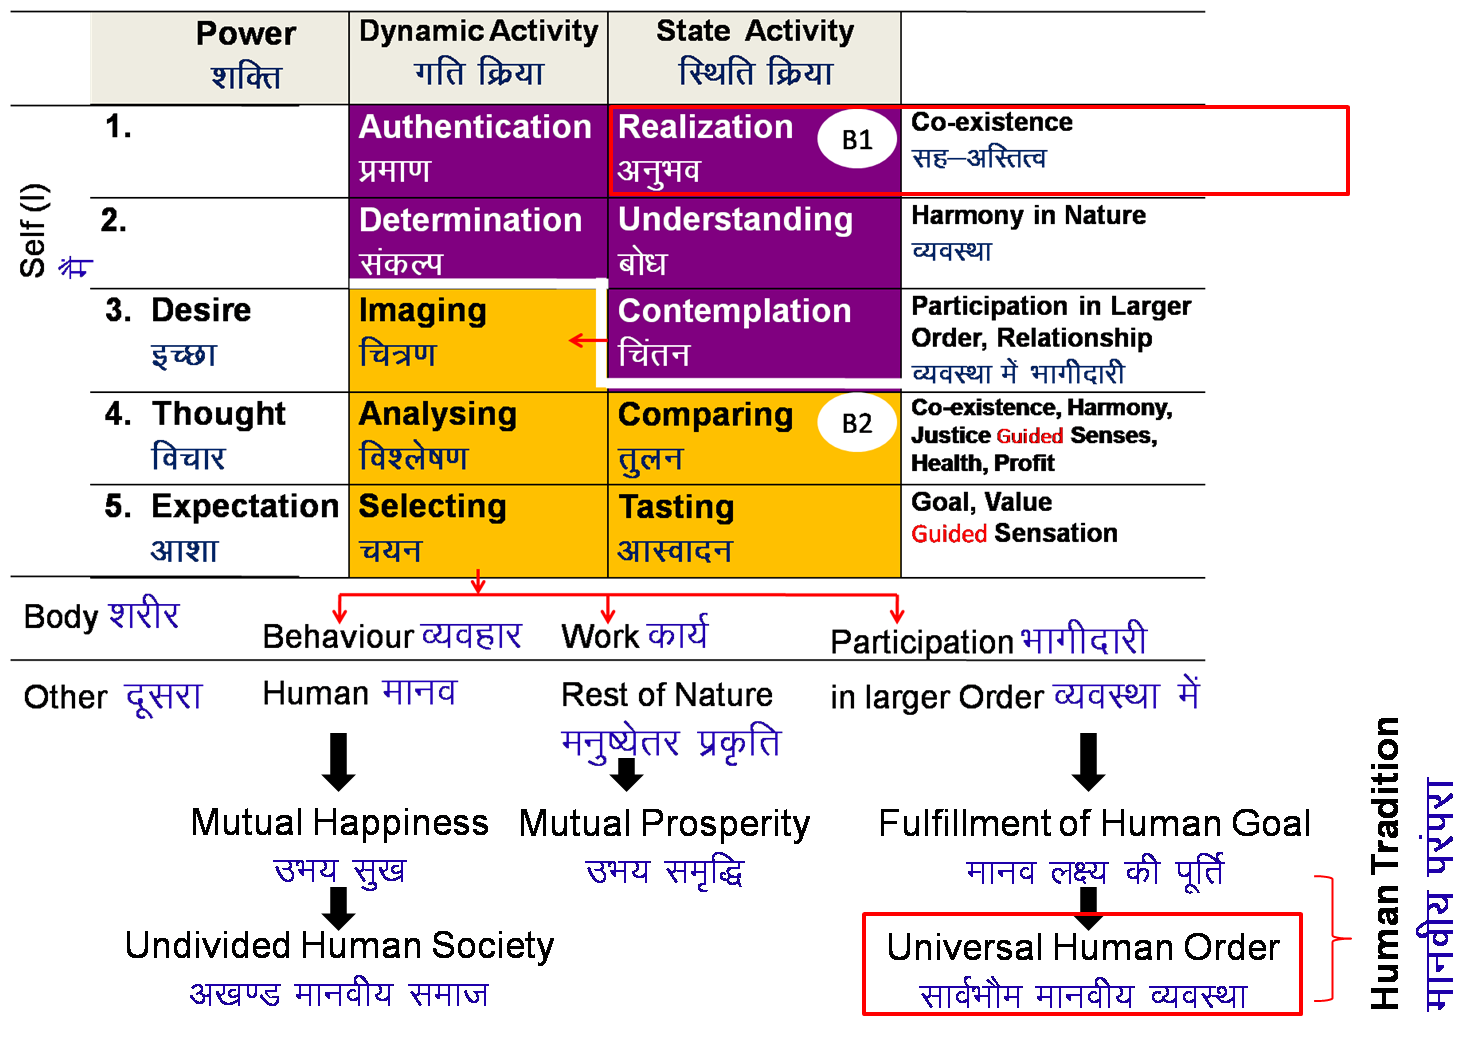 Power
Dynamic Activity
State Activity
शक्ति
गति क्रिया
स्थिति क्रिया
Self (I)
में
1.
Authentication
प्रमाण
Realization
अनुभव
B1
Co-existence
सह–अस्तित्व
2.
Determination
संकल्प
Understanding
बोध
Harmony in Nature
व्यवस्था
3. Desire
इच्छा
Imaging
चित्रण
Contemplation
चिंतन
Participation in Larger
Order, Relationship
व्यवस्था में भागीदारी
4. Thought
विचार
Analysing
विश्लेषण
Comparing
तुलन
B2
Co-existence, Harmony,
Justice Guided Senses,
Health, Profit
5. Expectation
आशा
Selecting
चयन
Tasting
आस्वादन
Goal, Value
Guided Sensation
Body शरीर
Behaviour व्यवहार
Work कार्य
Participation भागीदारी
Other दूसरा
Human मानव
Rest of Nature
मनुष्येतर प्रकृति
in larger Order व्यवस्था में
Mutual Happiness
उभय सुख
Mutual Prosperity
उभय समृद्धि
Fulfillment of Human Goal
मानव लक्ष्य की पूर्ति
Undivided Human Society
अखण्ड मानवीय समाज
Universal Human Order
सार्वभौम मानवीय व्यवस्था
Human Tradition
मानवीय परंपरा